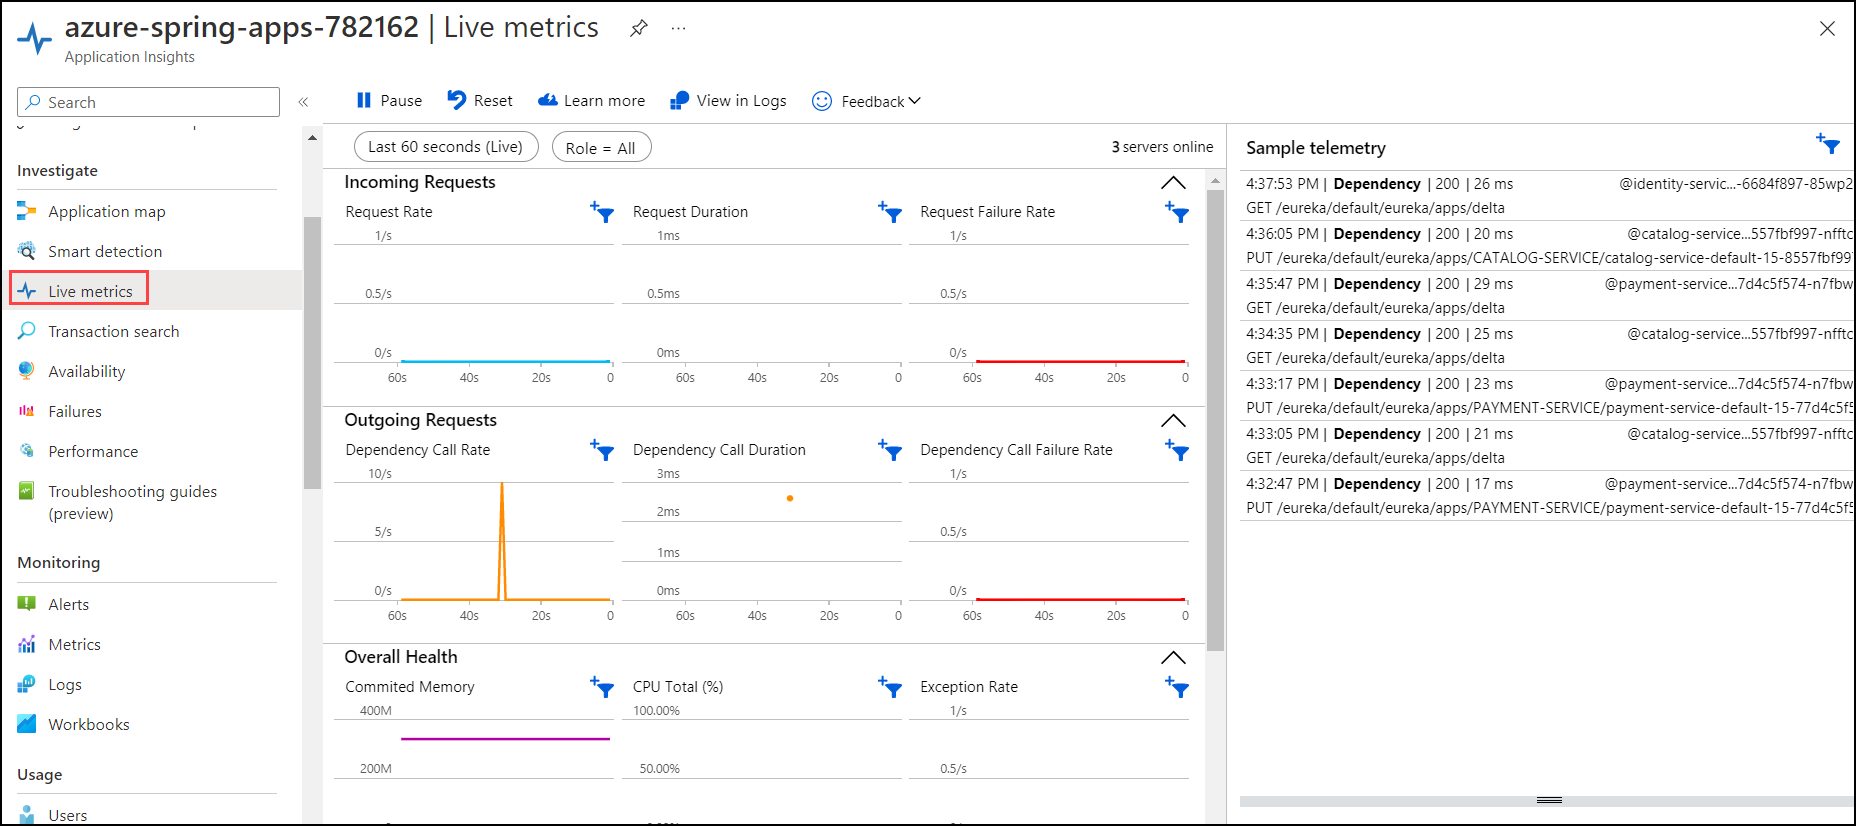 azure-spring-apps-782162 | Live metrics
Application Insights
Search
Investigate
Application map
Smart detection
Live metrics
Transaction search
Availability
Failures
Performance
Troubleshooting guides
(preview)
Monitoring
Alerts
Metrics
Logs
Workbooks
Usage
Users
Pause
Reset
Learn more
View in Logs
Feedback
Last 60 seconds (Live)
Role = All
3 servers online
Incoming Requests
Request Rate
1/s
0.5/s
0/s
60s 40s 20s 0
Request Duration
1ms
0.5ms
0ms
60s 40s 20s 0
Request Failure Rate
1/s
0.5/s
0/s
60s 40s 20s 0
Outgoing Requests
Dependency Call Rate
10/s
5/s
0/s
60s 40s 20s 0
Dependency Call Duration
3ms
2ms
1ms
0ms
60s 40s 20s 0
Dependency Call Failure Rate
1/s
0.5/s
0/s
60s 40s 20s 0
Overall Health
Commited Memory
400M
200M
CPU Total (%)
100.00%
50.00%
Exception Rate
1/s
0.5/s
Sample telemetry
4:37:53 PM | Dependency | 200 | 26 ms @identity-servic...-6684f897-85wp2
GET /eureka/default/eureka/apps/delta
4:36:05 PM | Dependency | 200 | 20 ms @catalog-service...557fbf997-nfftc
PUT /eureka/default/eureka/apps/CATALOG-SERVICE/catalog-service-default-15-8557fbf997
4:35:47 PM | Dependency | 200 | 29 ms @payment-service...7d4c5f574-n7fbw
GET /eureka/default/eureka/apps/delta
4:34:35 PM | Dependency | 200 | 25 ms @catalog-service...557fbf997-nfftc
GET /eureka/default/eureka/apps/delta
4:33:17 PM | Dependency | 200 | 23 ms @payment-service...7d4c5f574-n7fbw
PUT /eureka/default/eureka/apps/PAYMENT-SERVICE/payment-service-default-15-77d4c5f5
4:33:05 PM | Dependency | 200 | 21 ms @catalog-service...557fbf997-nfftc
GET /eureka/default/eureka/apps/delta
4:32:47 PM | Dependency | 200 | 17 ms @payment-service...7d4c5f574-n7fbw
PUT /eureka/default/eureka/apps/PAYMENT-SERVICE/payment-service-default-15-77d4c5f5